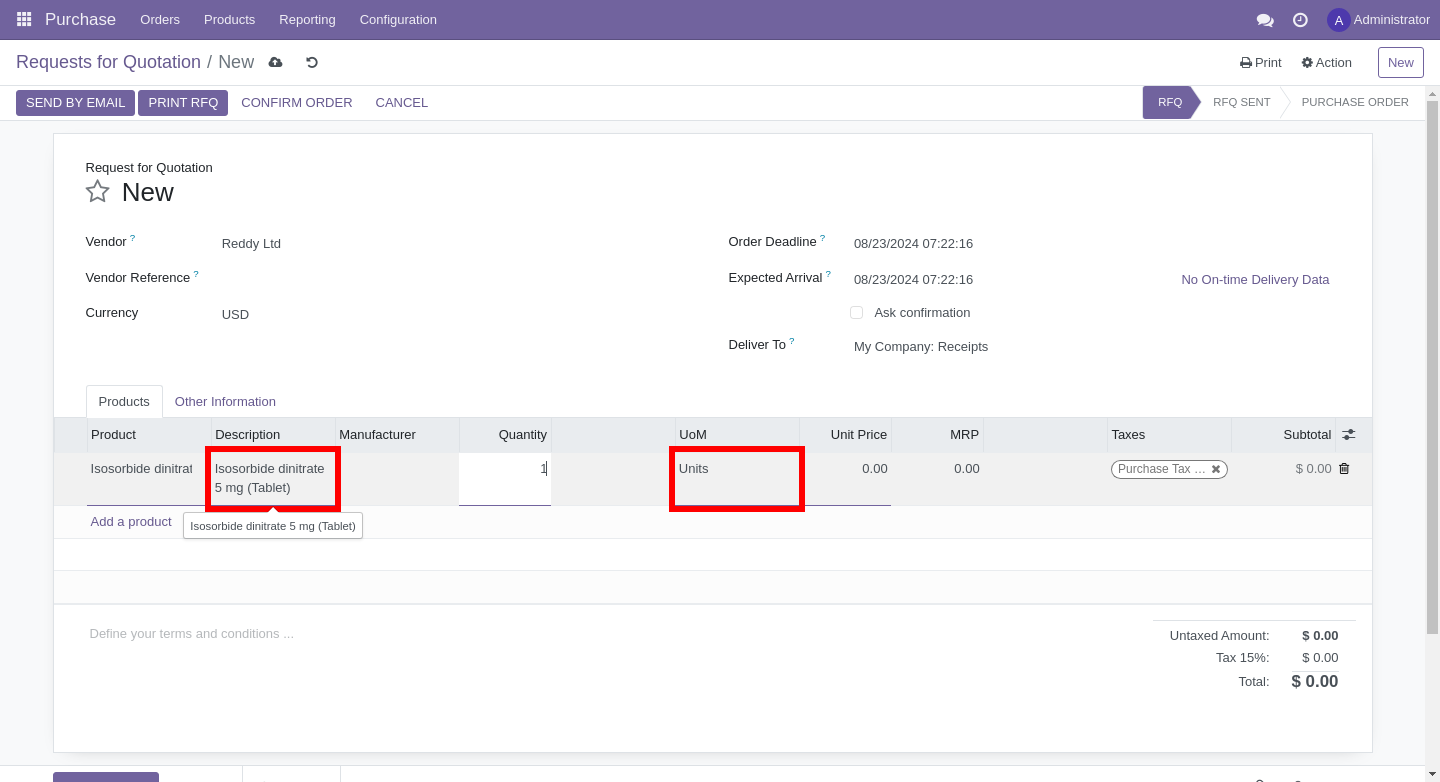 Purchase Orders Products Reporting Configuration A Administrator
Requests for Quotation / New Print Action New
SEND BY EMAIL PRINT RFQ CONFIRM ORDER CANCEL RFQ RFQ SENT PURCHASE ORDER
Request for Quotation
New
Vendor ? Reddy Ltd Order Deadline ? 08/23/2024 07:22:16
Vendor Reference ? Expected Arrival ? 08/23/2024 07:22:16 No On-time Delivery Data
Currency USD Ask confirmation
Deliver To ? My Company: Receipts
Products Other Information
Product Description Manufacturer Quantity UoM Unit Price MRP Taxes Subtotal
Isosorbide dinitrat Isosorbide dinitrate 1 Units 0.00 0.00 Purchase Tax ... $ 0.00
5 mg (Tablet)
Add a product Isosorbide dinitrate 5 mg (Tablet)
Define your terms and conditions ...
Untaxed Amount: $ 0.00
Tax 15%: $ 0.00
Total: $ 0.00